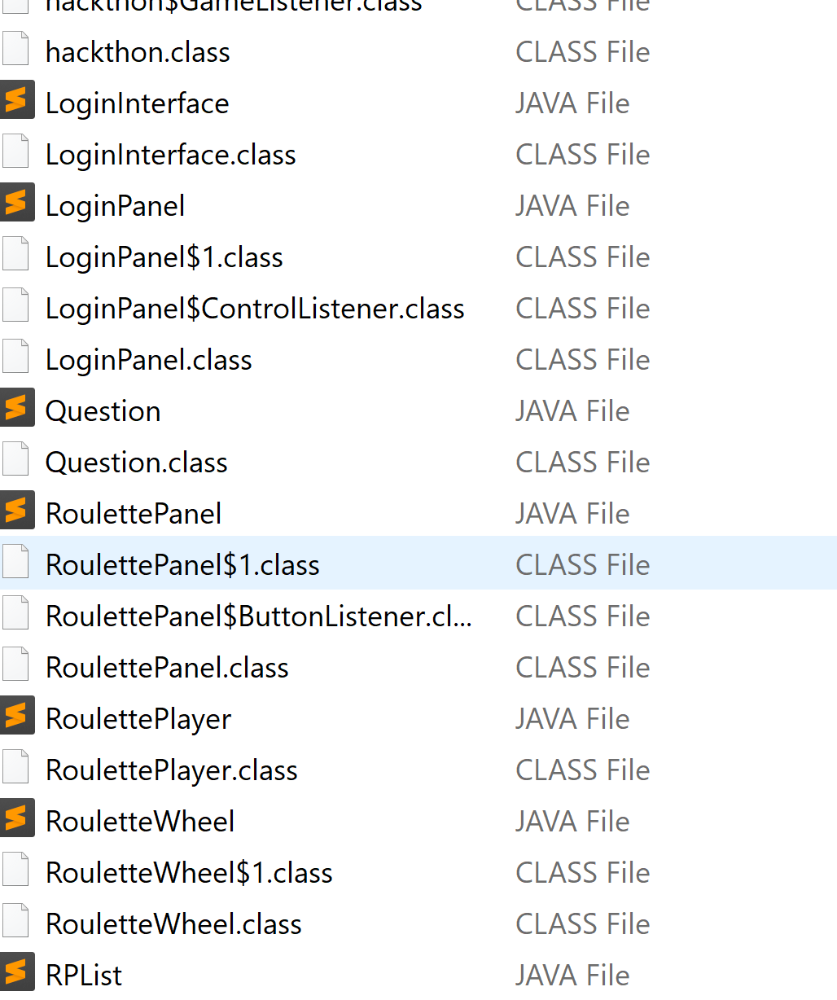 hackthon$GameListener.class CLASS File
hackthon.class CLASS File
LoginInterface JAVA File
LoginInterface.class CLASS File
LoginPanel JAVA File
LoginPanel$1.class CLASS File
LoginPanel$ControlListener.class CLASS File
LoginPanel.class CLASS File
Question JAVA File
Question.class CLASS File
RoulettePanel JAVA File
RoulettePanel$1.class CLASS File
RoulettePanel$ButtonListener.cl... CLASS File
RoulettePanel.class CLASS File
RoulettePlayer JAVA File
RoulettePlayer.class CLASS File
RouletteWheel JAVA File
RouletteWheel$1.class CLASS File
RouletteWheel.class CLASS File
RPList JAVA File